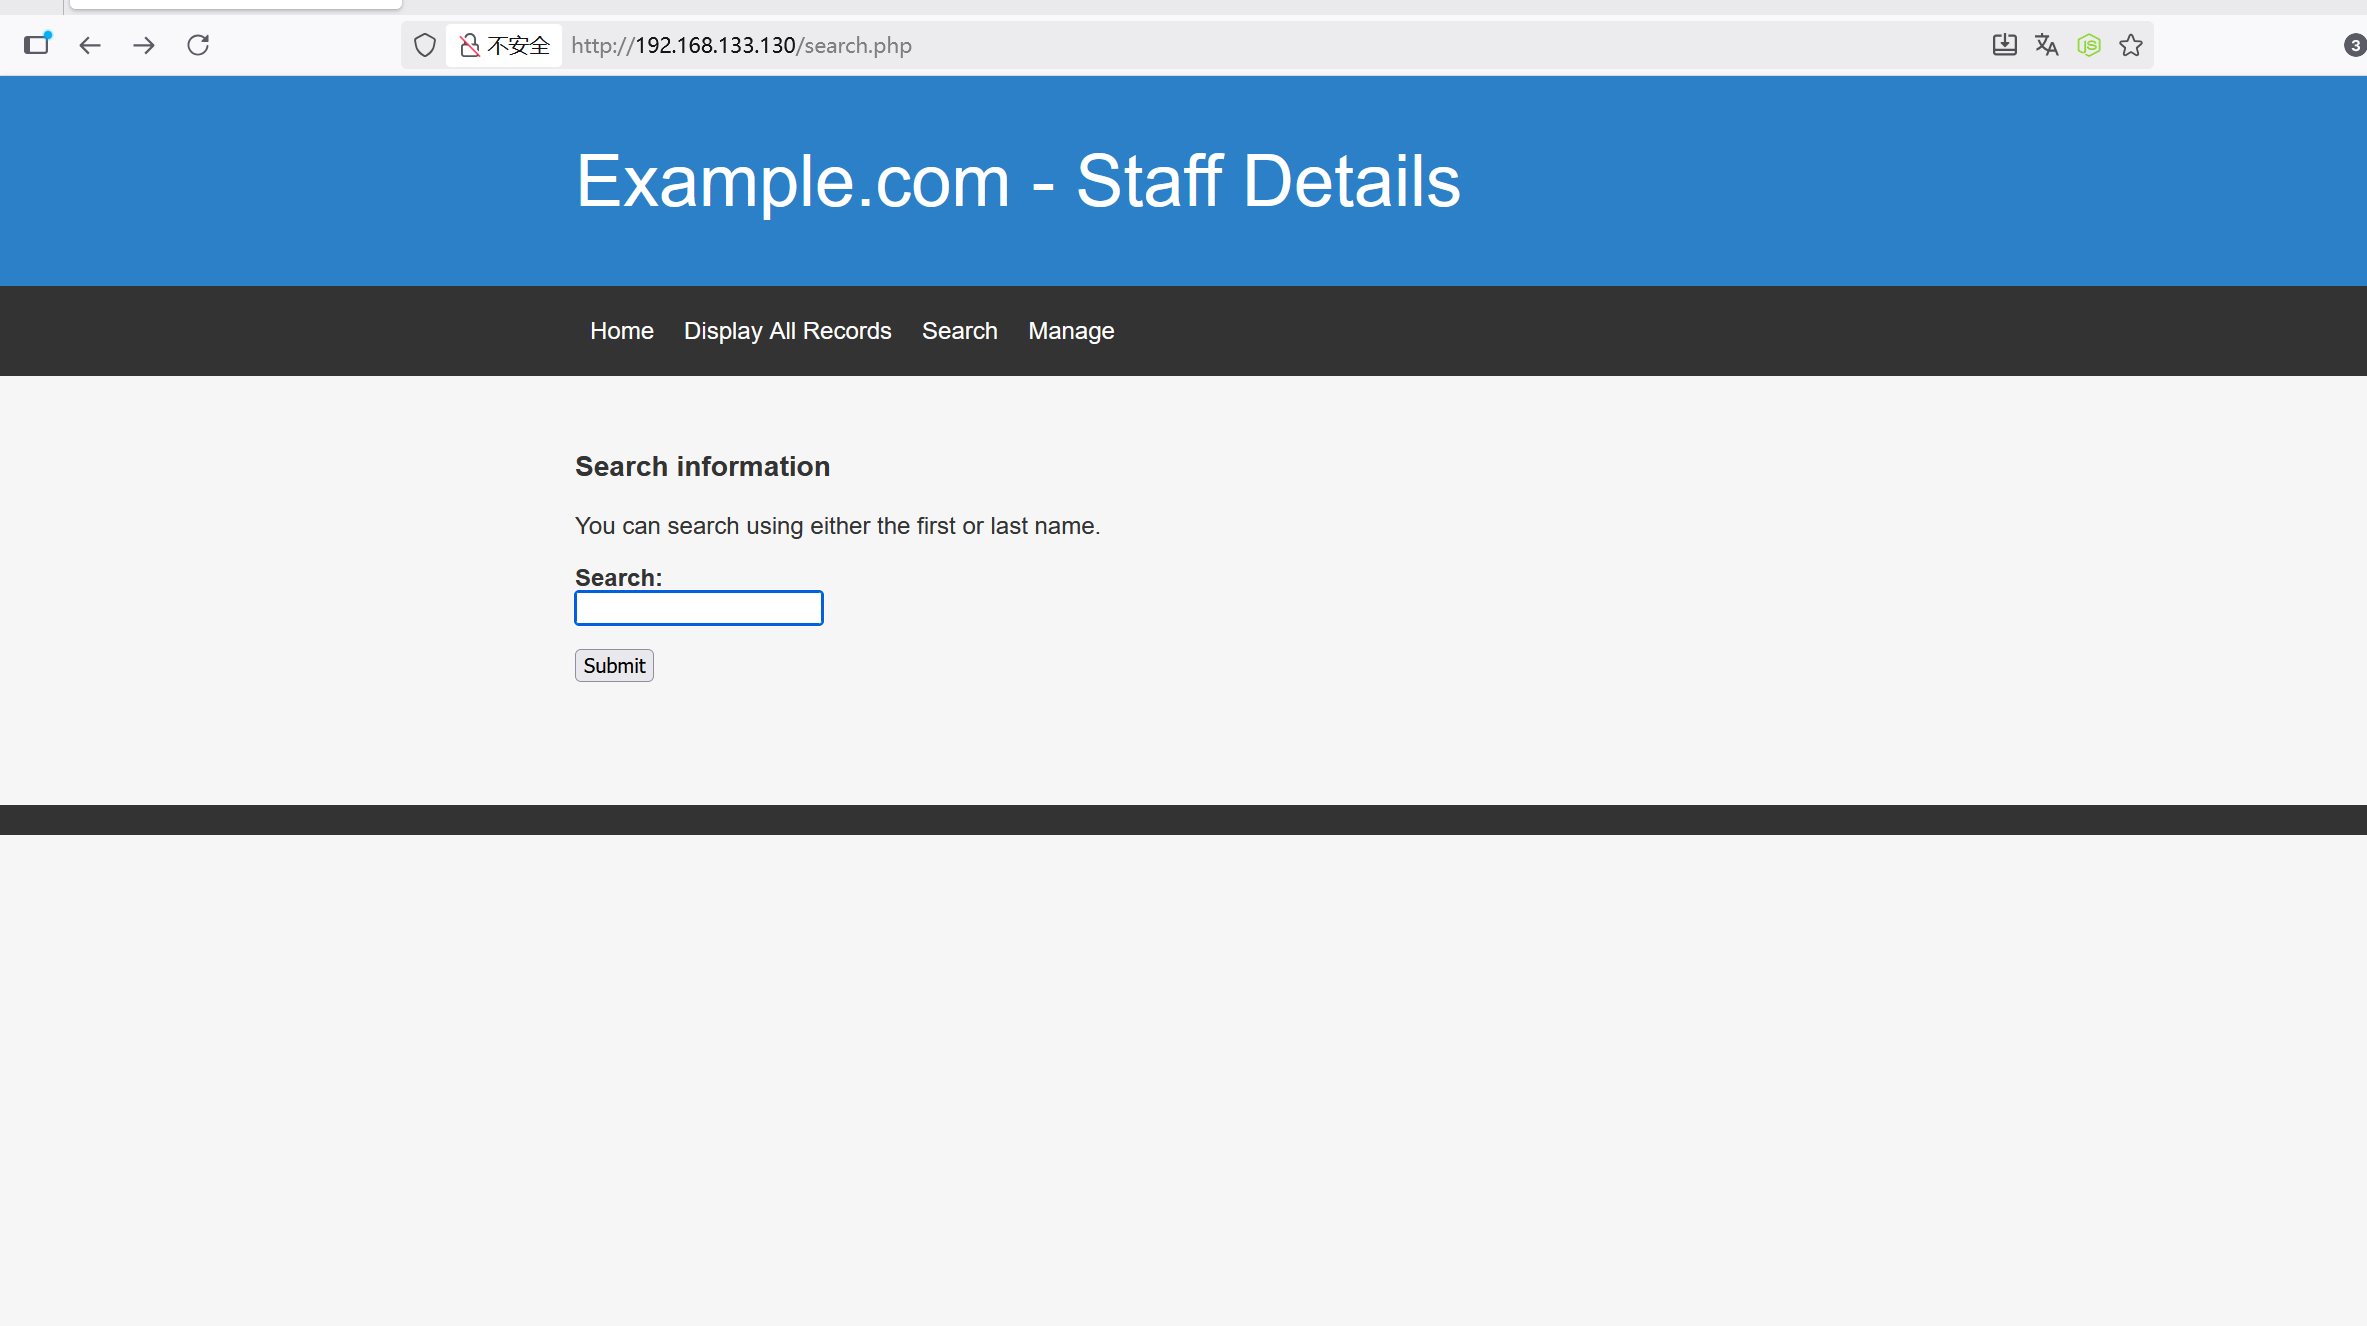 不安全 http://192.168.133.130/search.php
3
Example.com - Staff Details
Home Display All Records Search Manage
Search information
You can search using either the first or last name.
Search:
Submit